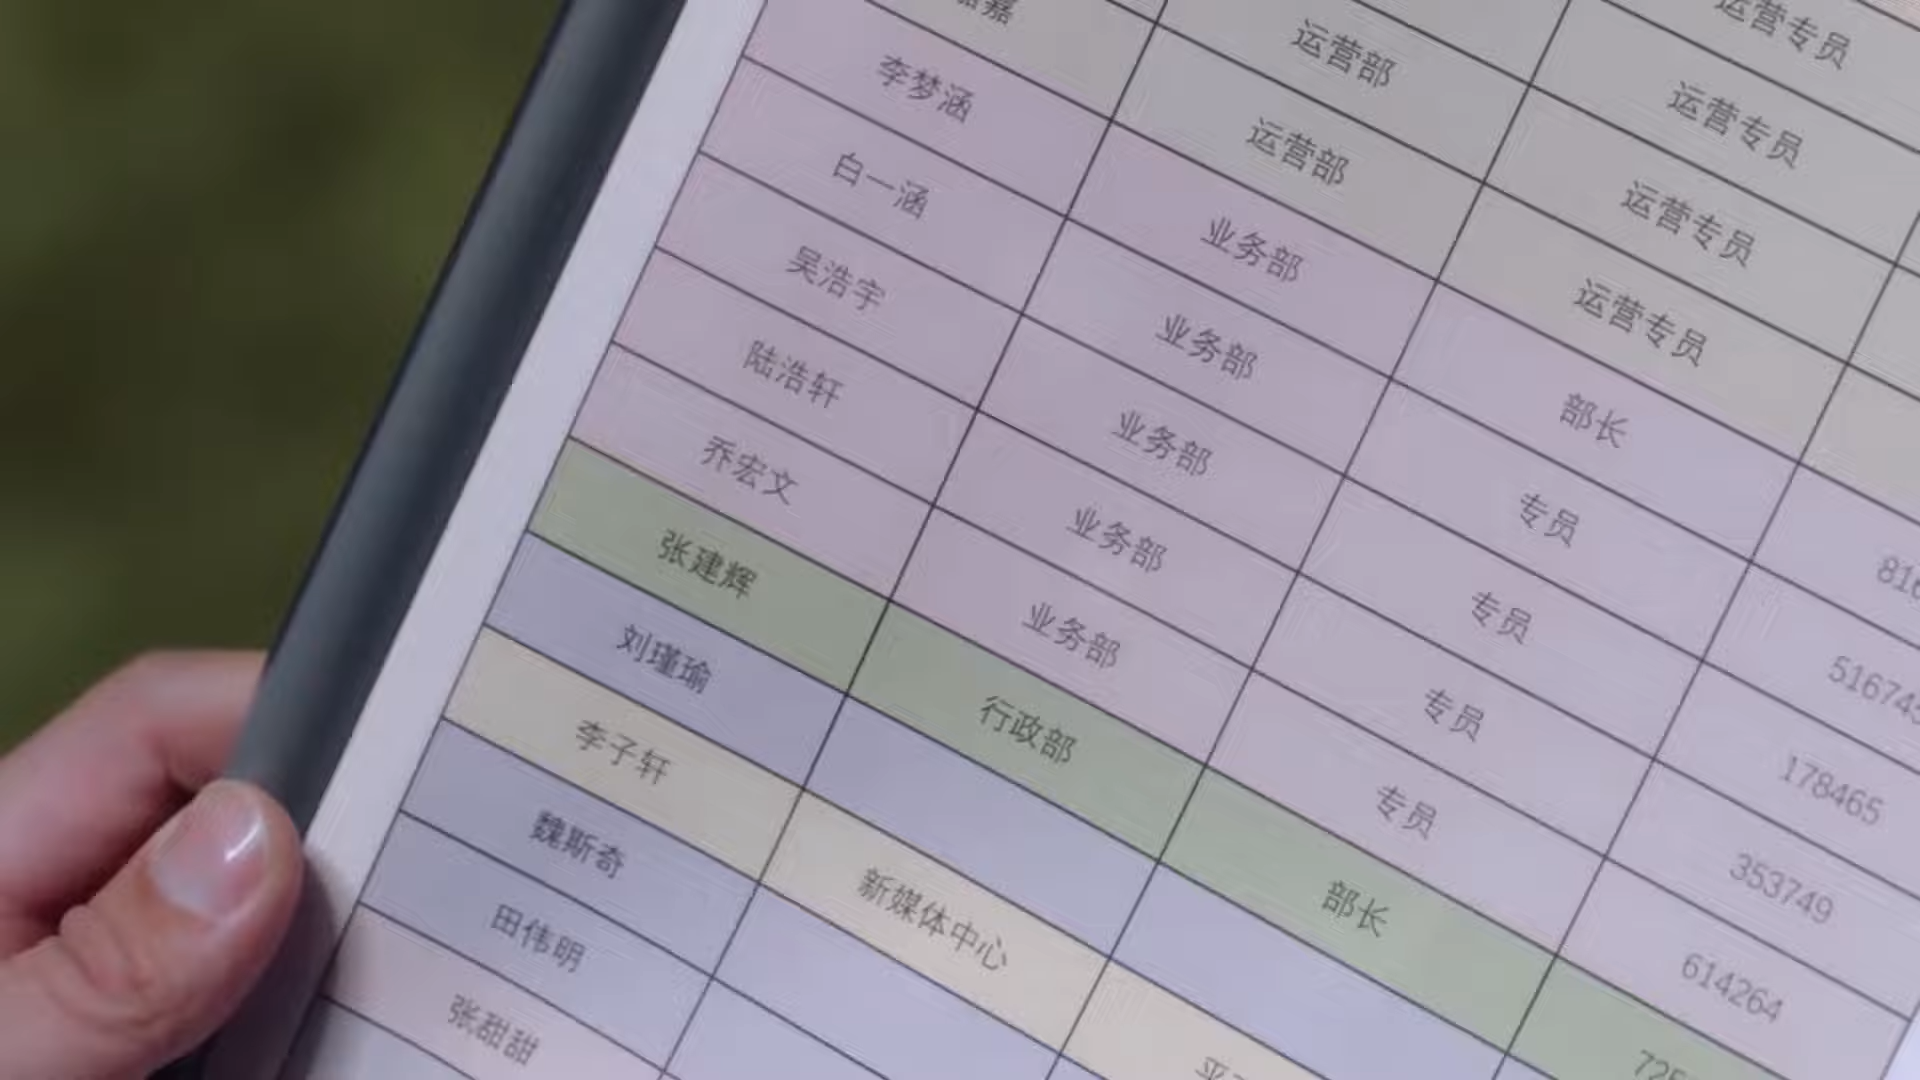 运营专员
运营专员
运营部 运营专员
嘉 运营部 运营专员
李梦涵 业务部 部长 816
白一涵 业务部 专员 51674
吴浩宇 业务部 专员 178465
陆浩轩 业务部 专员 353749
乔宏文 业务部 专员 614264
张建辉 行政部 部长 725
刘瑾瑜
李子轩 新媒体中心
魏斯奇
田伟明
张甜甜